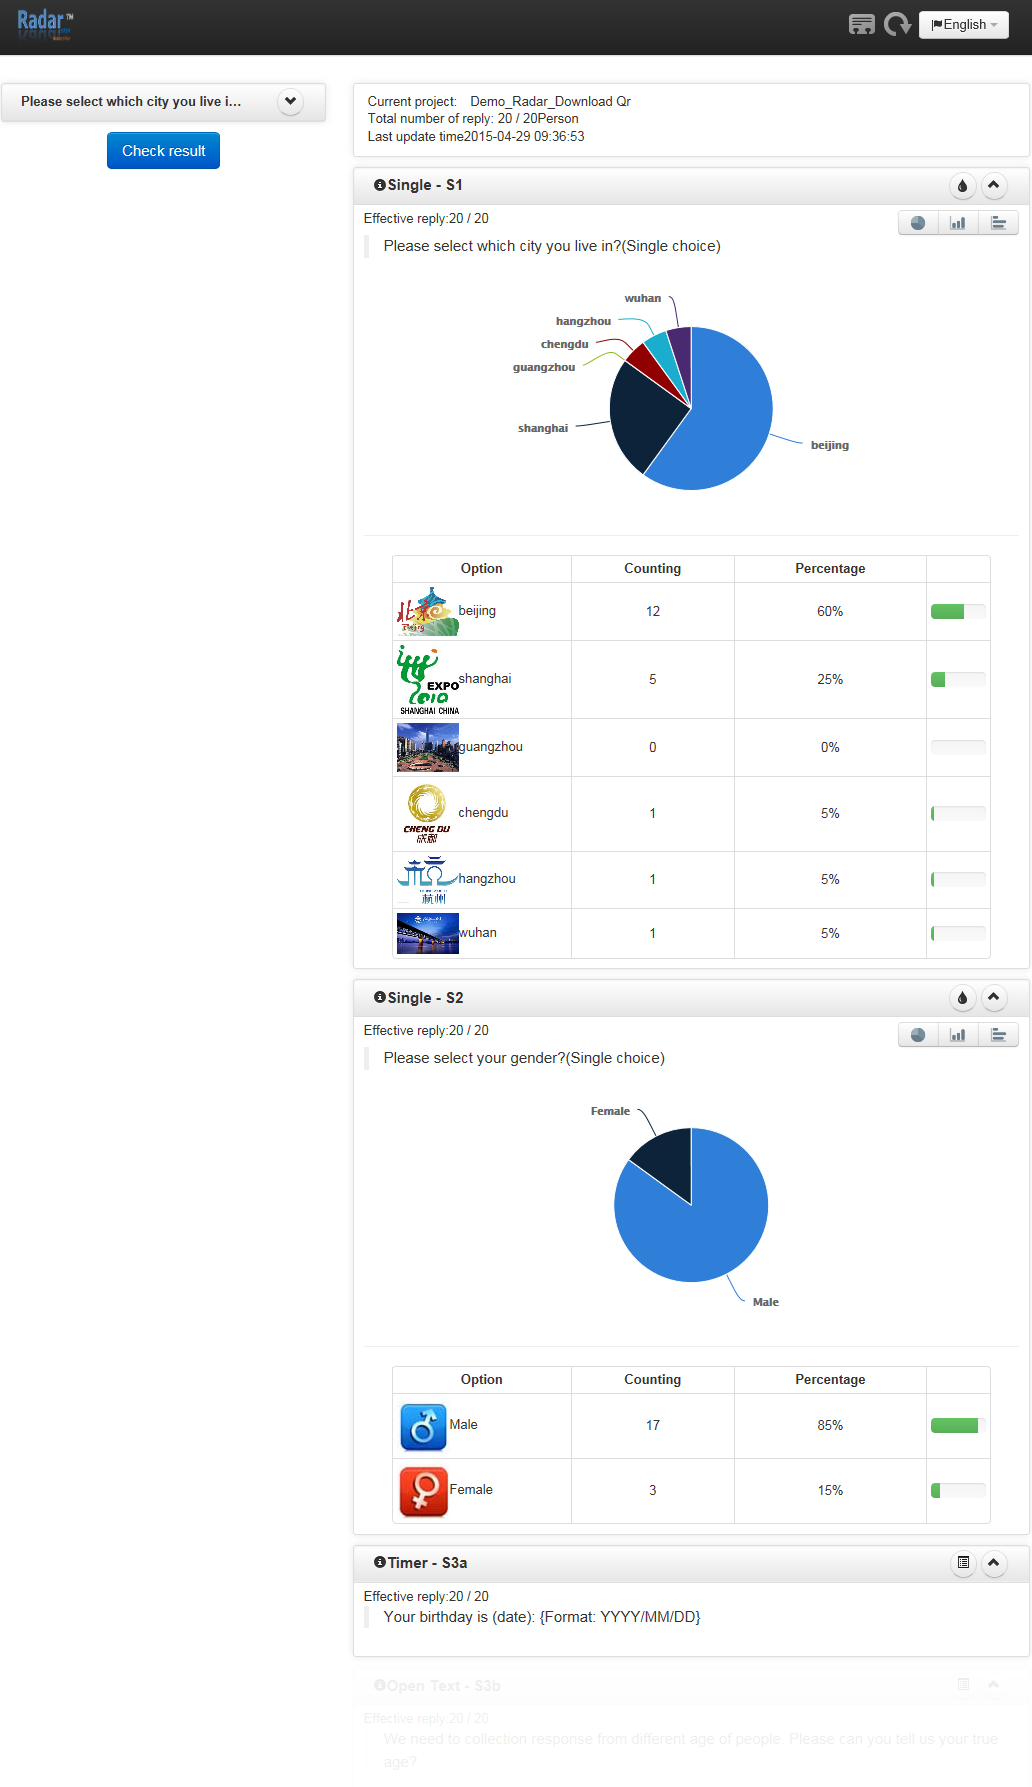 Radar™
English
Please select which city you live i...
Check result
Current project: Demo_Radar_Download Qr
Total number of reply: 20 / 20Person
Last update time2015-04-29 09:36:53
Single - S1
Effective reply:20 / 20
Please select which city you live in?(Single choice)
wuhan
hangzhou
chengdu
guangzhou
shanghai
beijing
Option Counting Percentage
北京
Beijing
beijing 12 60%
EXPO
2010
SHANGHAI CHINA
shanghai 5 25%
guangzhou 0 0%
CHENG DU
成都
chengdu 1 5%
杭州
hangzhou 1 5%
wuhan 1 5%
Single - S2
Effective reply:20 / 20
Please select your gender?(Single choice)
Female
Male
Option Counting Percentage
Male 17 85%
Female 3 15%
Timer - S3a
Effective reply:20 / 20
Your birthday is (date): {Format: YYYY/MM/DD}
Open Text - S3b
Effective reply:20 / 20
We need to collection response from different age of people. Please can you tell us your true
age?